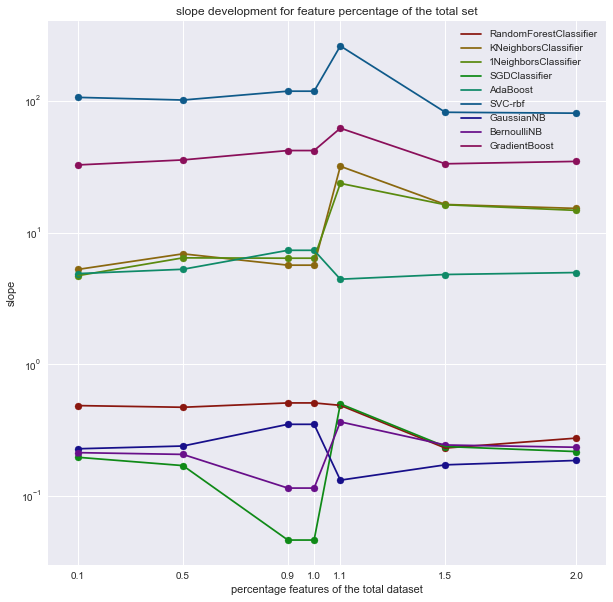 slope development for feature percentage of the total set
RandomForestClassifier
KNeighborsClassifier
1NeighborsClassifier
SGDClassifier
AdaBoost
SVC-rbf
GaussianNB
BernoulliNB
GradientBoost
10²
10¹
10⁰
10⁻¹
slope
0.1 0.5 0.9 1.0 1.1 1.5 2.0
percentage features of the total dataset